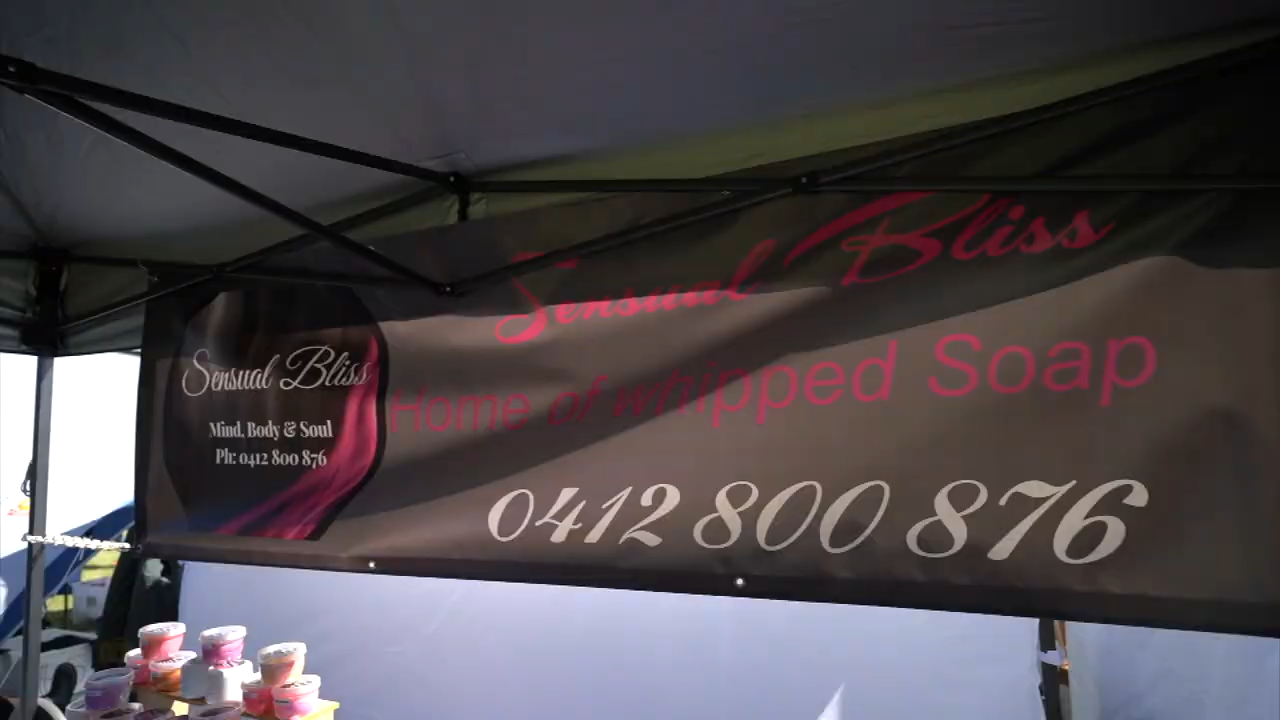 Sensual Bliss
Mind, Body & Soul
Ph: 0412 800 876
Sensual Bliss
Home of whipped Soap
0412 800 876